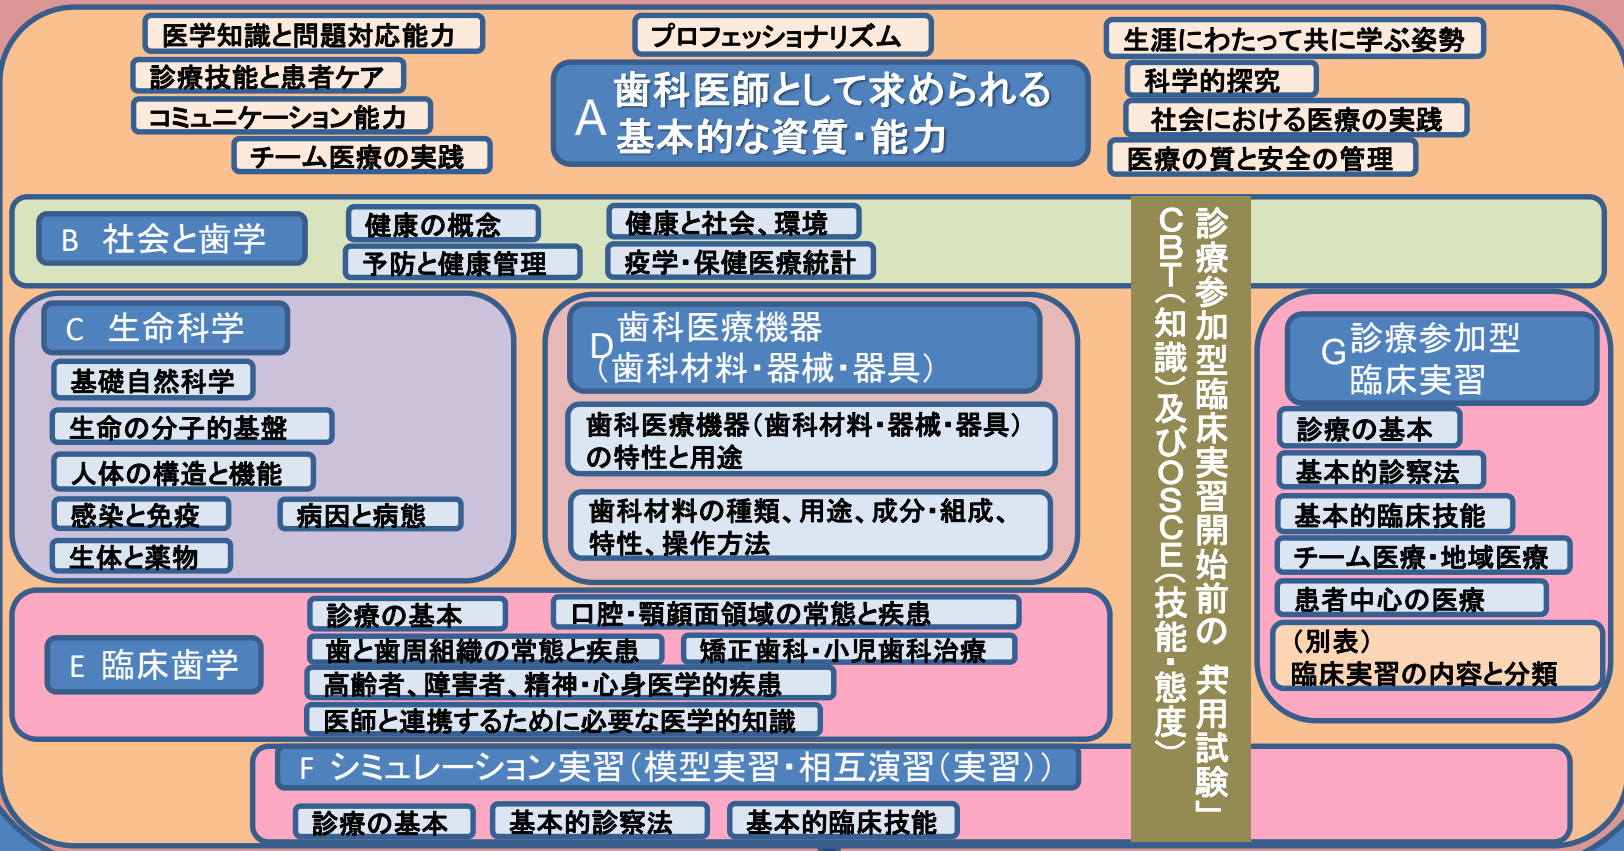 医学知識と問題対応能力
診療技能と患者ケア
コミュニケーション能力
チーム医療の実践
プロフェッショナリズム
A 歯科医師として求められる
基本的な資質・能力
生涯にわたって共に学ぶ姿勢
科学的探究
社会における医療の実践
医療の質と安全の管理
B 社会と歯学
健康の概念
健康と社会、環境
予防と健康管理
疫学・保健医療統計
C 生命科学
基礎自然科学
生命の分子的基盤
人体の構造と機能
感染と免疫
病因と病態
生体と薬物
D 歯科医療機器
（歯科材料・器械・器具）
歯科医療機器（歯科材料・器械・器具）
の特性と用途
歯科材料の種類、用途、成分・組成、
特性、操作方法
E 臨床歯学
診療の基本
口腔・顎顔面領域の常態と疾患
歯と歯周組織の常態と疾患
矯正歯科・小児歯科治療
高齢者、障害者、精神・心身医学的疾患
医師と連携するために必要な医学的知識
F シミュレーション実習（模型実習・相互演習（実習））
診療の基本
基本的診察法
基本的臨床技能
診療参加型臨床実習開始前の 共用試験」
CBT（知識）及びOSCE（技能・態度）
G 診療参加型
臨床実習
診療の基本
基本的診察法
基本的臨床技能
チーム医療・地域医療
患者中心の医療
（別表）
臨床実習の内容と分類